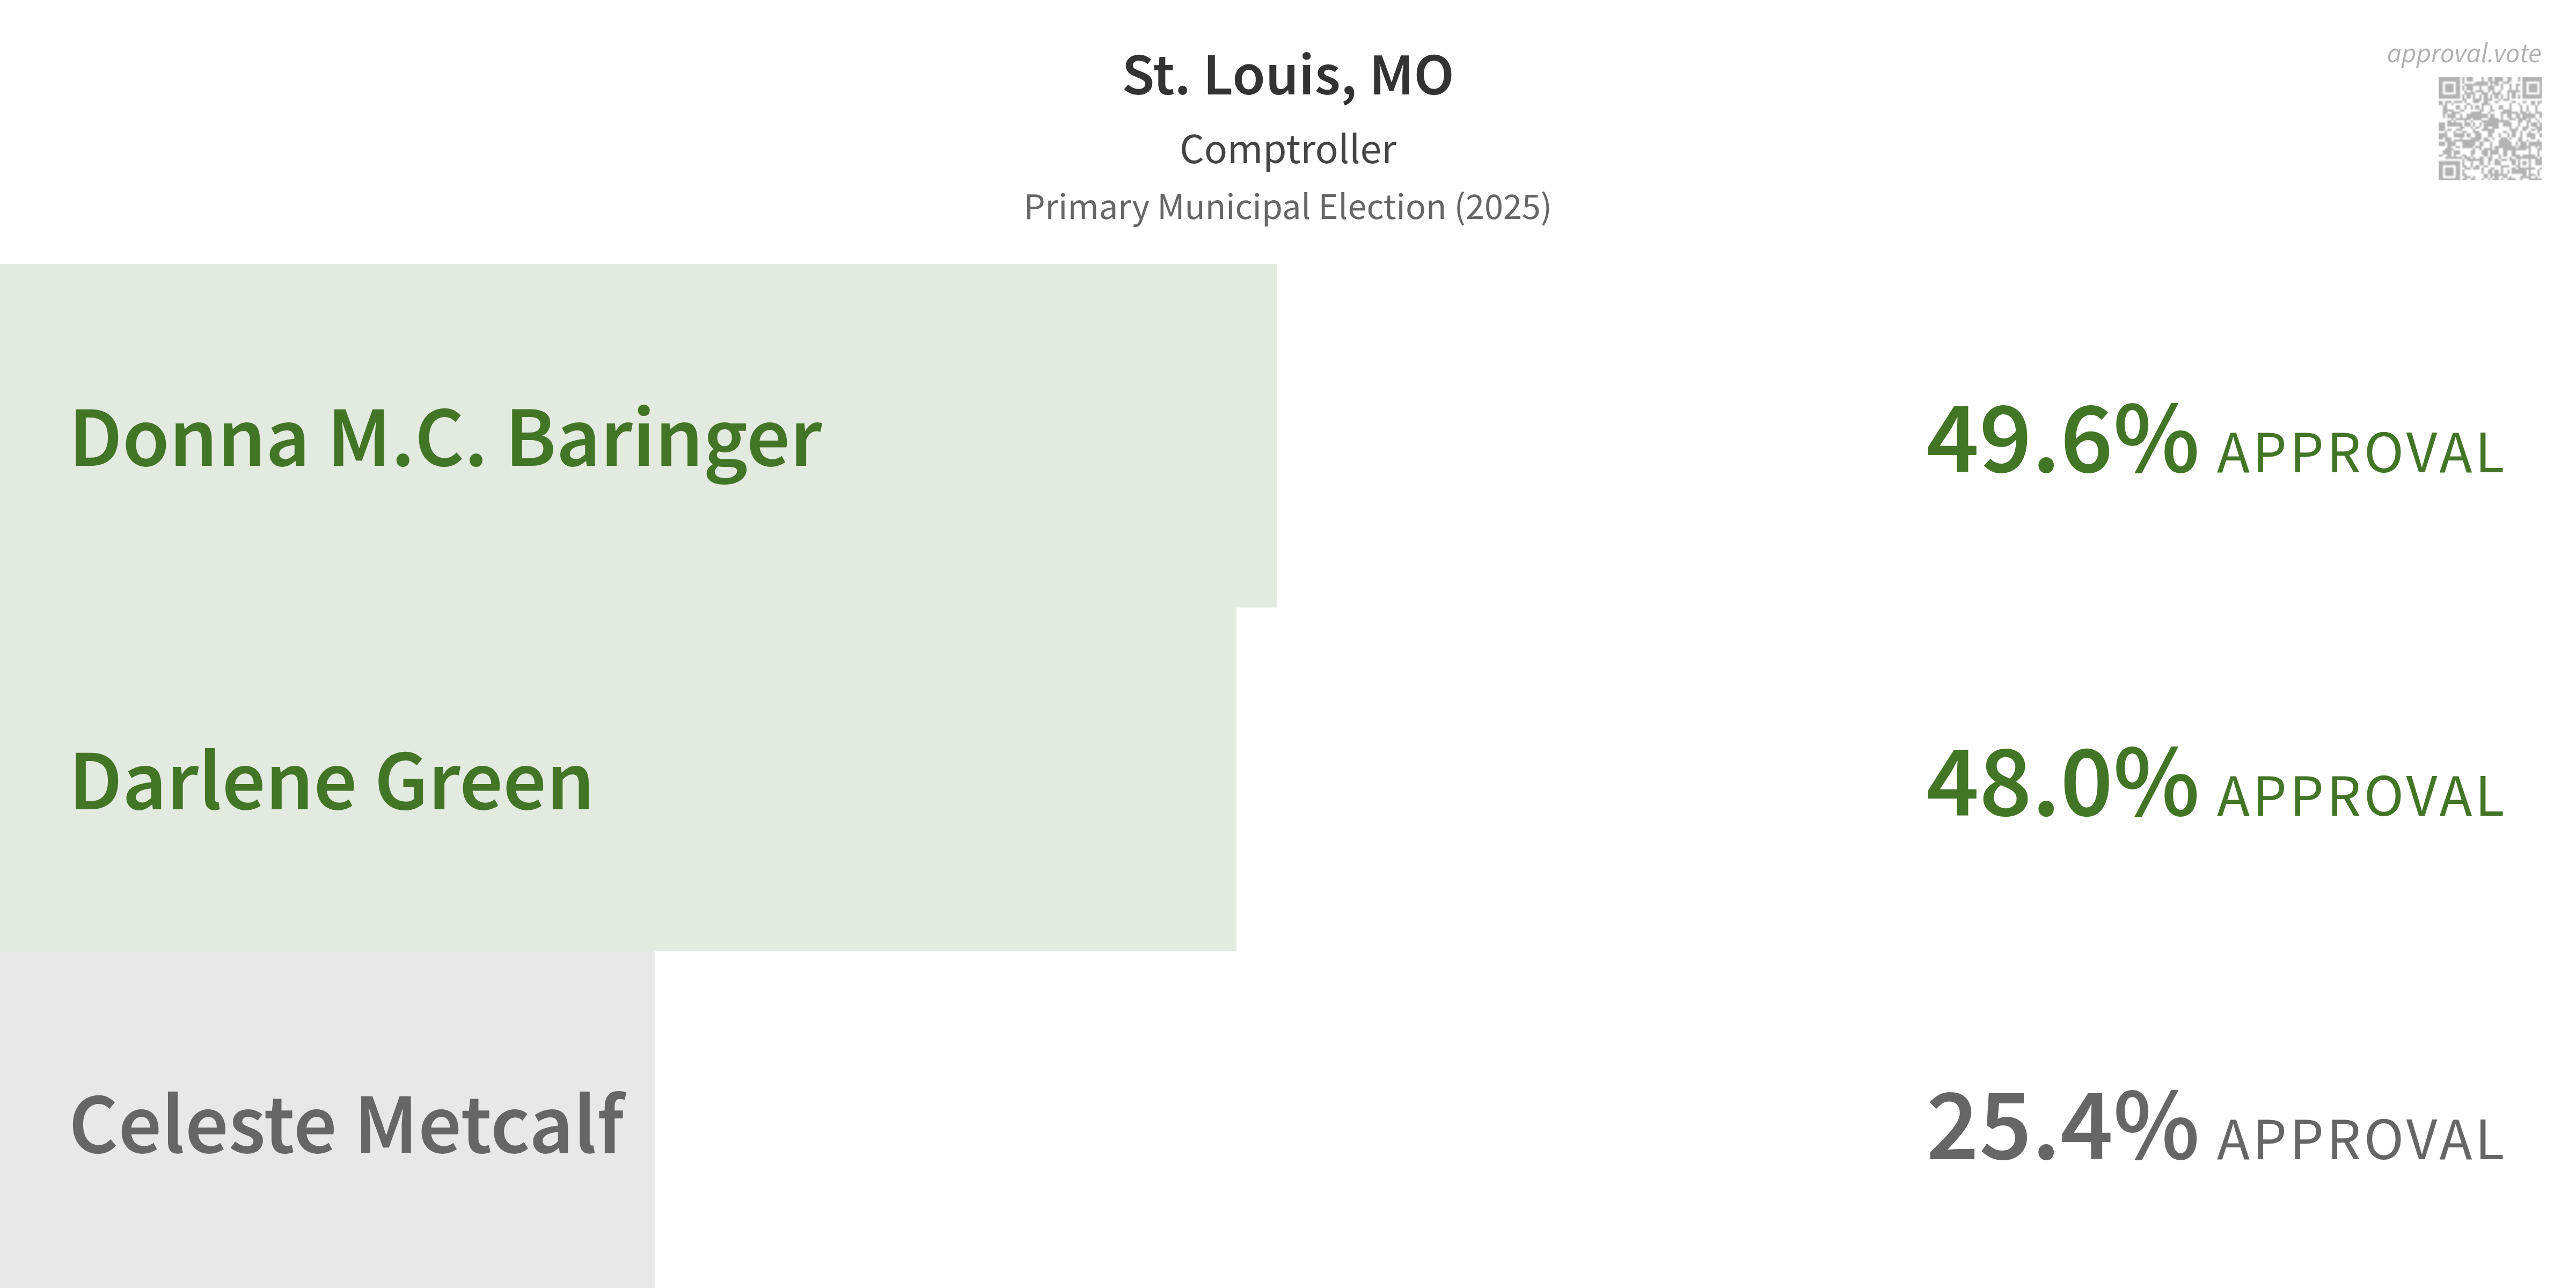 approval.vote
St. Louis, MO
Comptroller
Primary Municipal Election (2025)
Donna M.C. Baringer 49.6% APPROVAL
Darlene Green 48.0% APPROVAL
Celeste Metcalf 25.4% APPROVAL